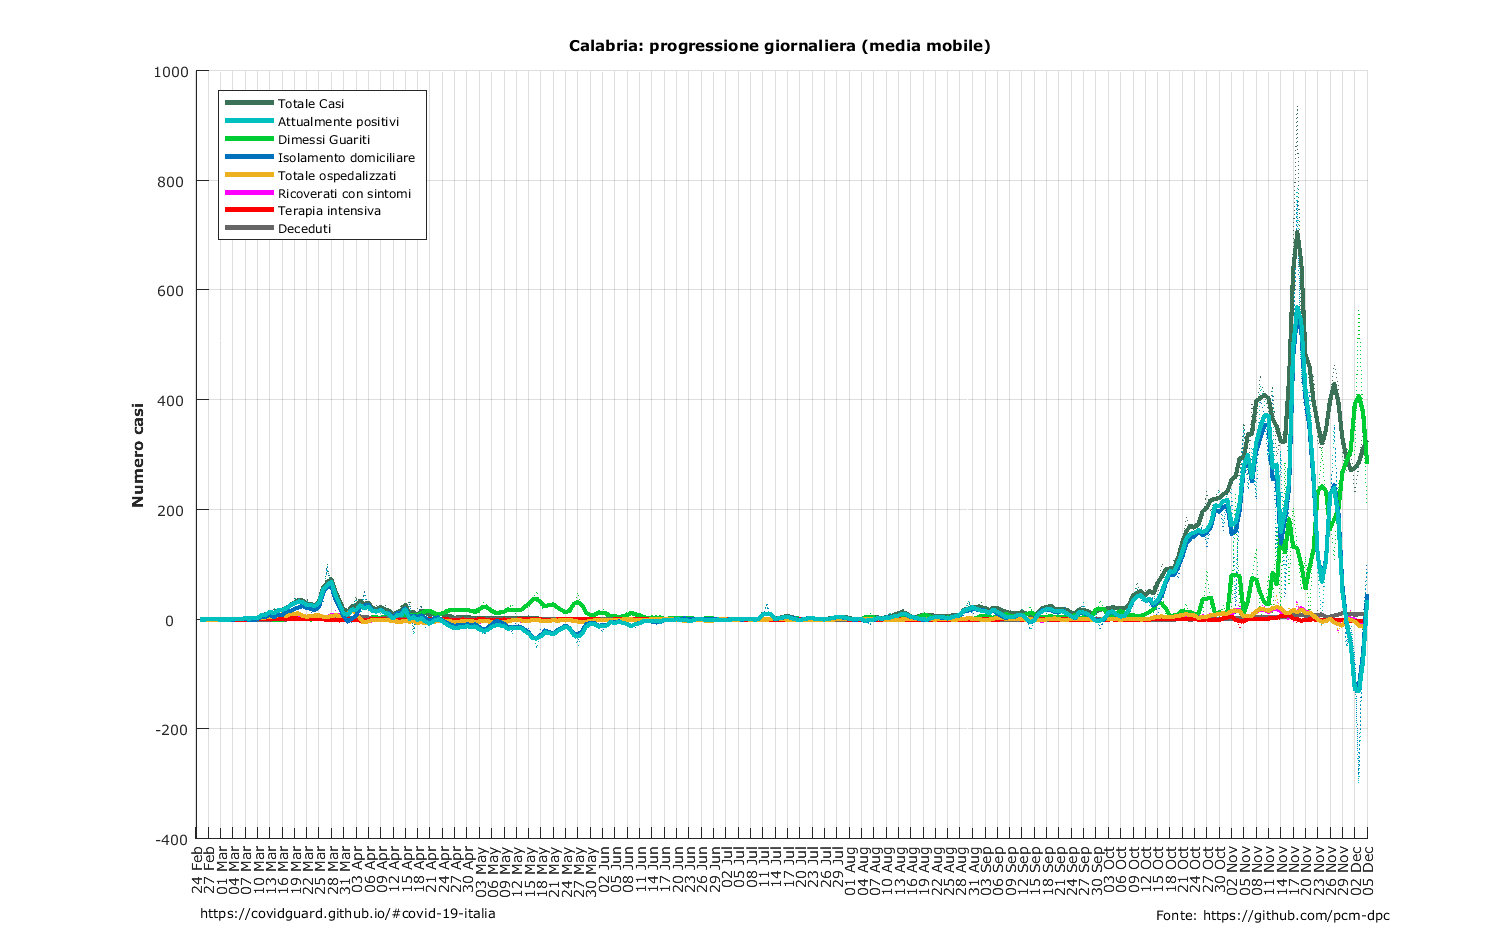 Calabria: progressione giornaliera (media mobile)
1000
800
600
400
200
0
-200
-400
Numero casi
Totale Casi
Attualmente positivi
Dimessi Guariti
Isolamento domiciliare
Totale ospedalizzati
Ricoverati con sintomi
Terapia intensiva
Deceduti
24 Feb
27 Feb
01 Mar
04 Mar
07 Mar
10 Mar
13 Mar
16 Mar
19 Mar
22 Mar
25 Mar
28 Mar
31 Mar
03 Apr
06 Apr
09 Apr
12 Apr
15 Apr
18 Apr
21 Apr
24 Apr
27 Apr
30 Apr
03 May
06 May
09 May
12 May
15 May
18 May
21 May
24 May
27 May
30 May
02 Jun
05 Jun
08 Jun
11 Jun
14 Jun
17 Jun
20 Jun
23 Jun
26 Jun
29 Jun
02 Jul
05 Jul
08 Jul
11 Jul
14 Jul
17 Jul
20 Jul
23 Jul
26 Jul
29 Jul
01 Aug
04 Aug
07 Aug
10 Aug
13 Aug
16 Aug
19 Aug
22 Aug
25 Aug
28 Aug
31 Aug
03 Sep
06 Sep
09 Sep
12 Sep
15 Sep
18 Sep
21 Sep
24 Sep
27 Sep
30 Sep
03 Oct
06 Oct
09 Oct
12 Oct
15 Oct
18 Oct
21 Oct
24 Oct
27 Oct
30 Oct
02 Nov
05 Nov
08 Nov
11 Nov
14 Nov
17 Nov
20 Nov
23 Nov
26 Nov
29 Nov
02 Dec
05 Dec
https://covidguard.github.io/#covid-19-italia
Fonte: https://github.com/pcm-dpc